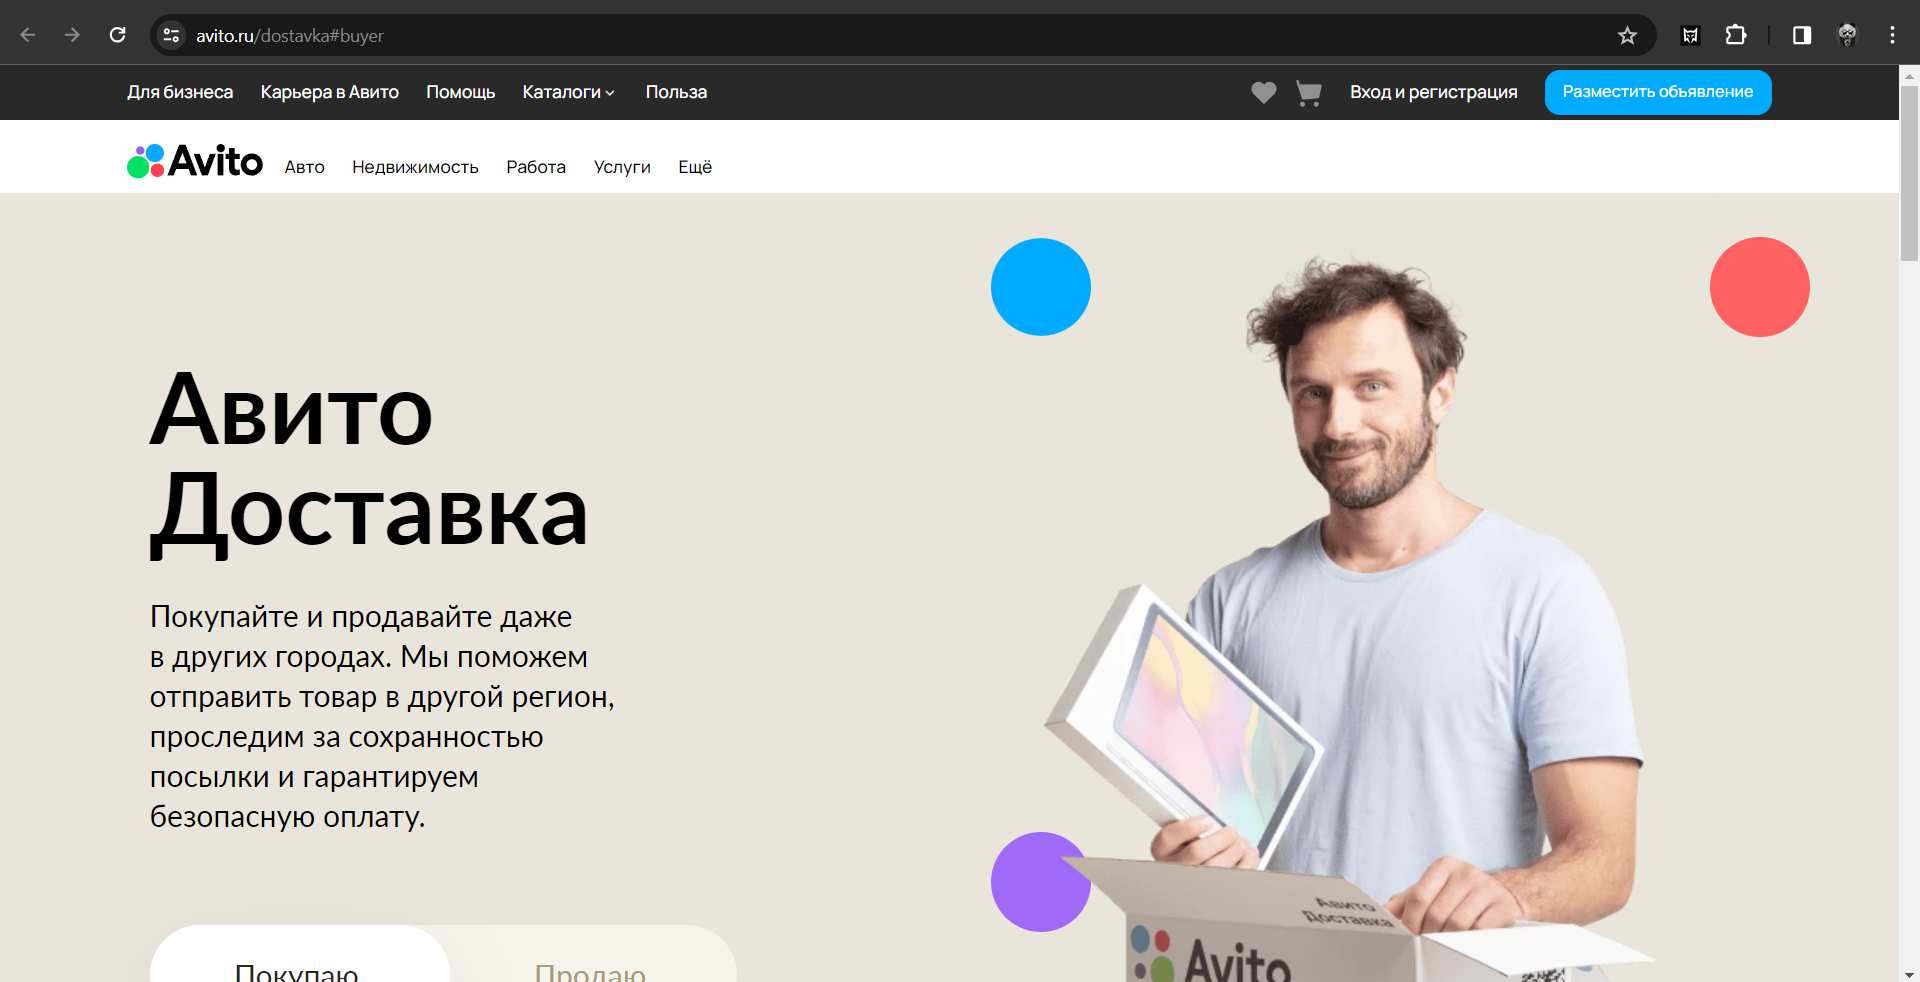 avito.ru/dostavka#buyer
Для бизнеса Карьера в Авито Помощь Каталоги Польза Вход и регистрация Разместить объявление
Avito Авто Недвижимость Работа Услуги Ещё
Авито
Доставка
Покупайте и продавайте даже
в других городах. Мы поможем
отправить товар в другой регион,
проследим за сохранностью
посылки и гарантируем
безопасную оплату.
Авито
Доставка
Avito
Покупаю Продаю